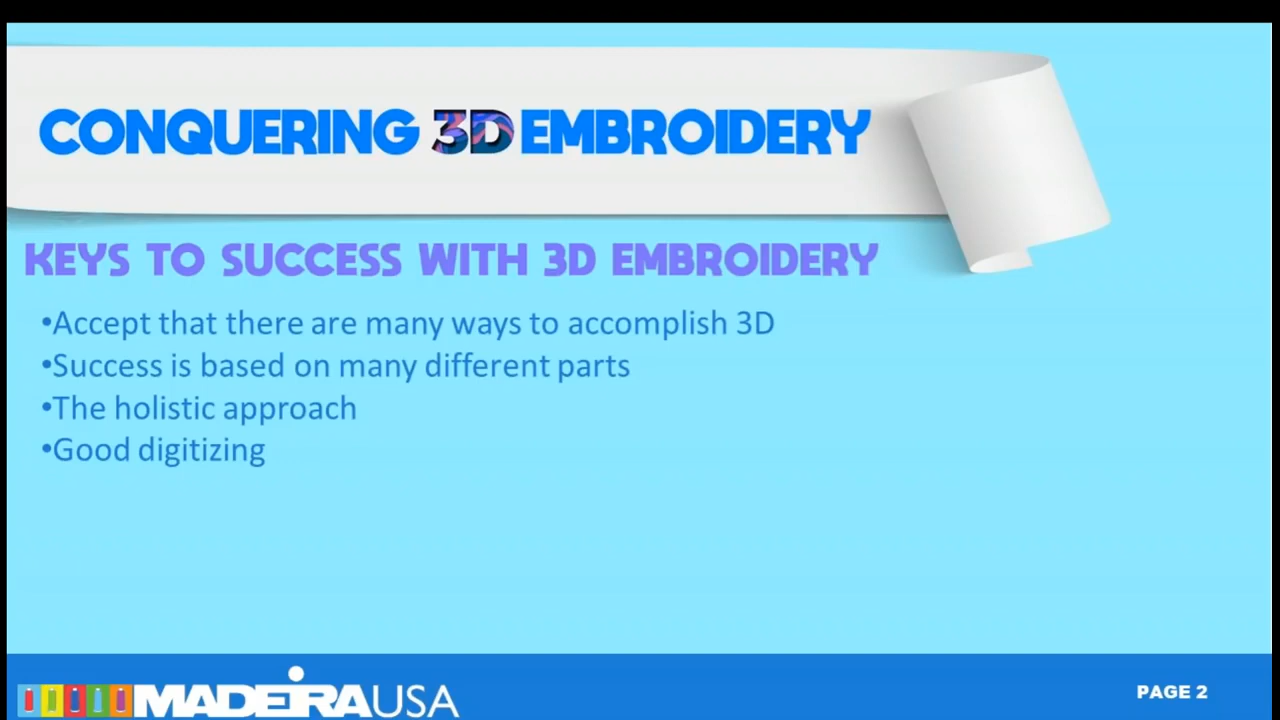 CONQUERING 3D EMBROIDERY
KEYS TO SUCCESS WITH 3D EMBROIDERY
•Accept that there are many ways to accomplish 3D
•Success is based on many different parts
•The holistic approach
•Good digitizing
MADEIRA USA
PAGE 2